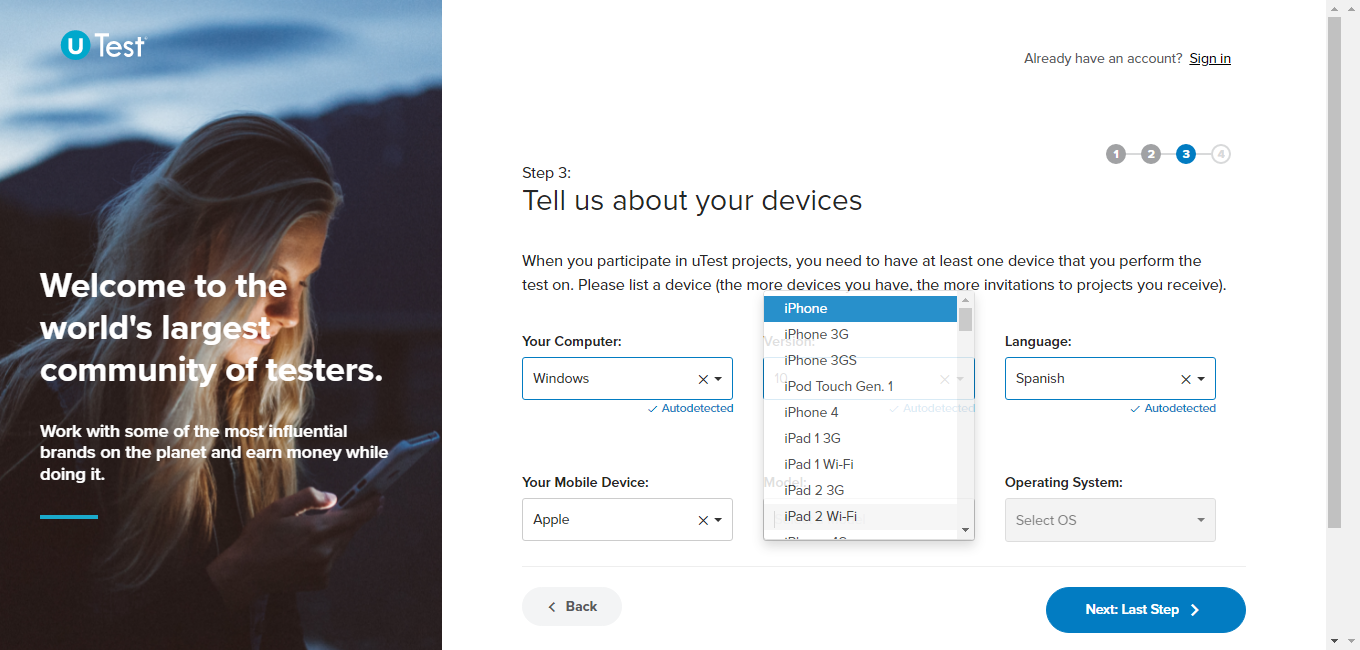 U Test
Already have an account? Sign in
1 2 3 4
Step 3:
Tell us about your devices
When you participate in uTest projects, you need to have at least one device that you perform the
test on. Please list a device (the more devices you have, the more invitations to projects you receive).
Welcome to the
world's largest
community of testers.
Work with some of the most influential
brands on the planet and earn money while
doing it.
Your Computer:
Windows
Autodetected
Version:
10
Autodetected
Language:
Spanish
Autodetected
iPhone
iPhone 3G
iPhone 3GS
iPod Touch Gen. 1
iPhone 4
iPad 1 3G
iPad 1 Wi-Fi
iPad 2 3G
iPad 2 Wi-Fi
Your Mobile Device:
Apple
Model:
Operating System:
Select OS
Back
Next: Last Step